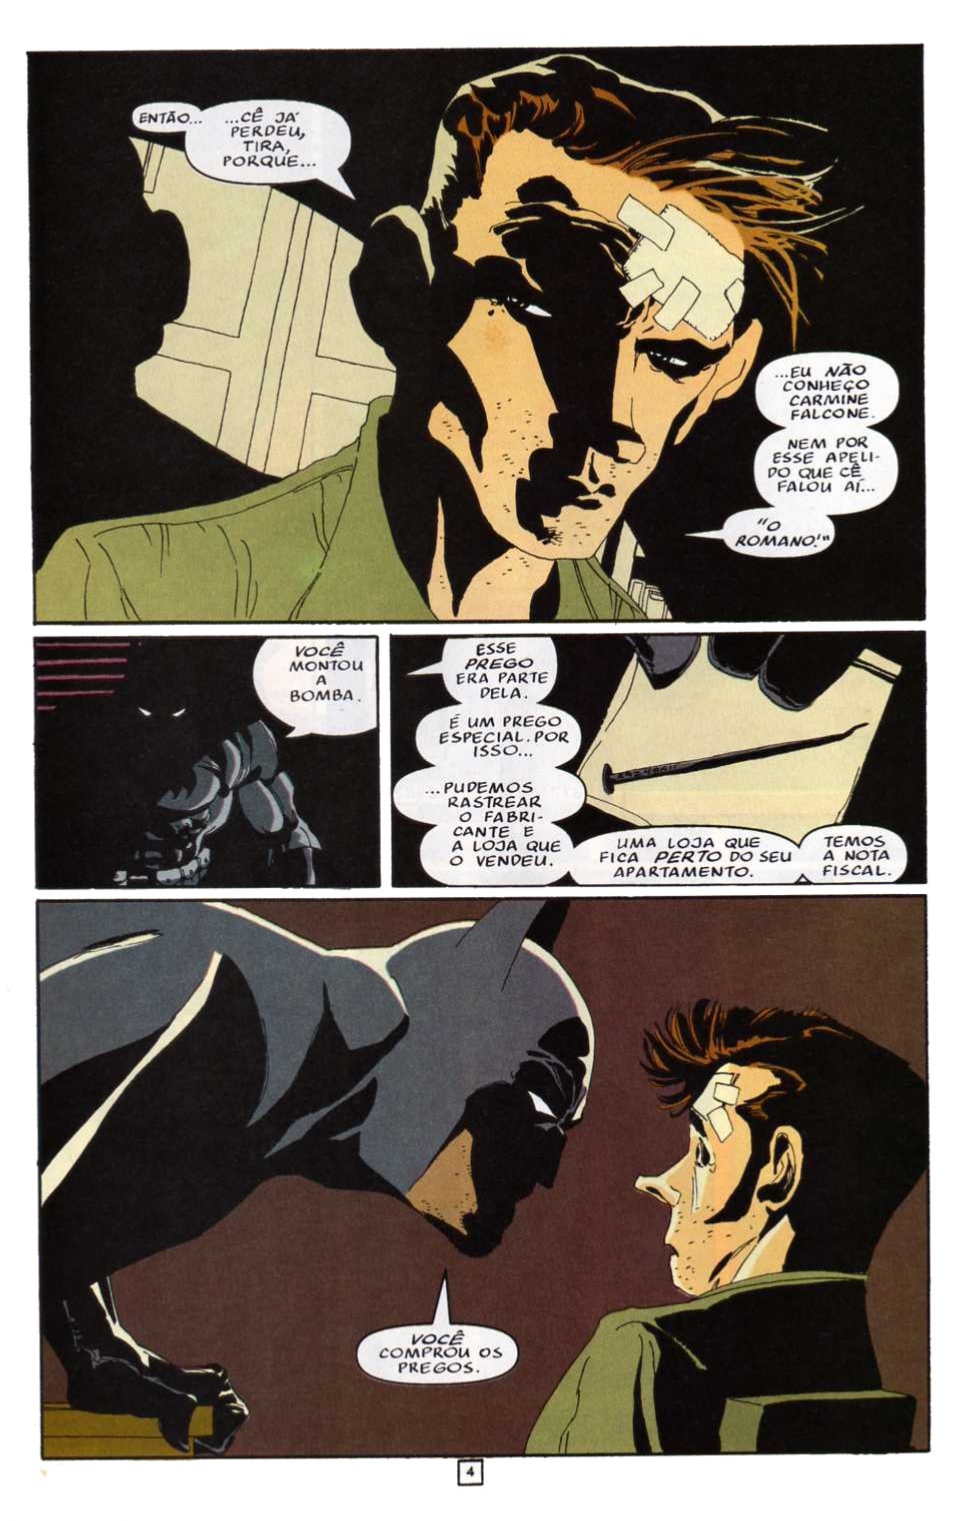 ENTÃO...
...CÊ JÁ
PERDEU,
TIRA,
PORQUE...
...EU NÃO
CONHEÇO
CARMINE
FALCONE.
NEM POR
ESSE APELI-
DO QUE CÊ
FALOU AÍ...
"O
ROMANO!"
VOCÊ
MONTOU
A
BOMBA.
ESSE
PREGO
ERA PARTE
DELA.
É UM PREGO
ESPECIAL. POR
ISSO...
...PUDEMOS
RASTREAR
O FABRI-
CANTE E
A LOJA QUE
O VENDEU.
UMA LOJA QUE
FICA PERTO DO SEU
APARTAMENTO.
TEMOS
A NOTA
FISCAL.
VOCÊ
COMPROU OS
PREGOS.
4